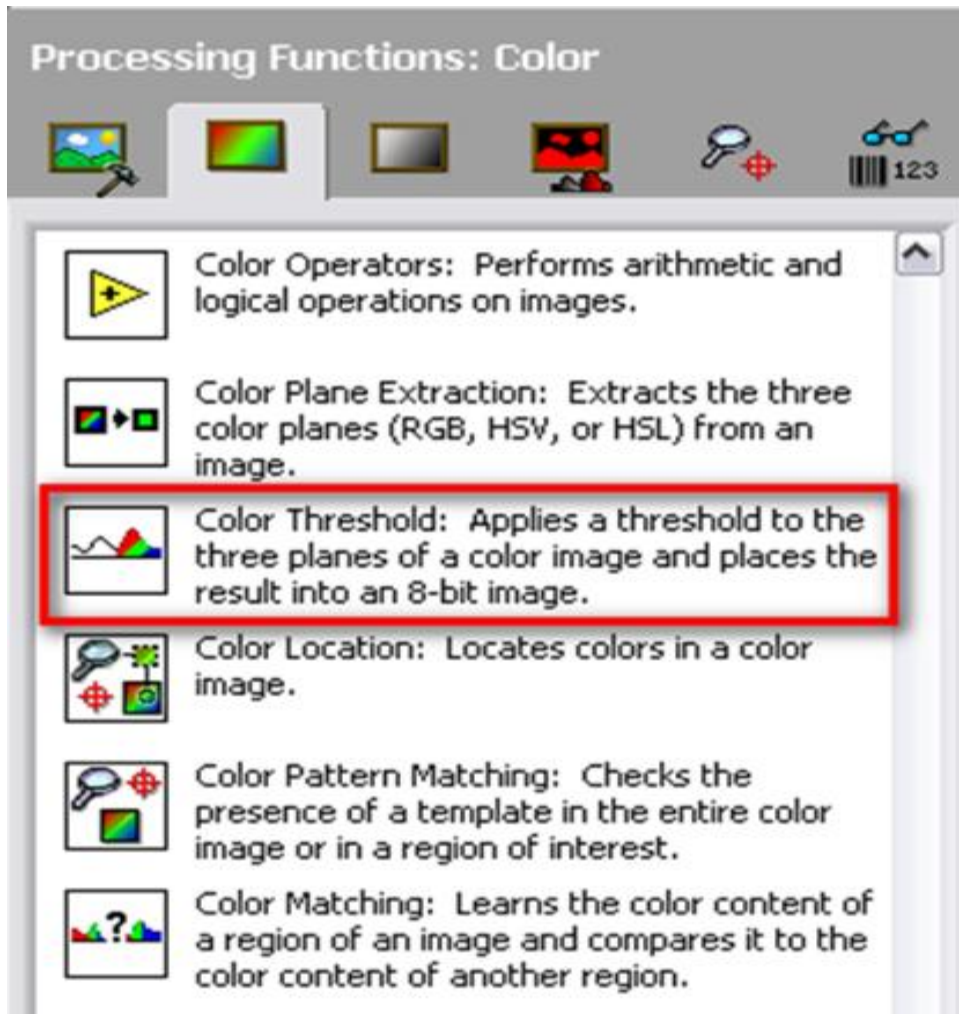 Processing Functions: Color
123
Color Operators: Performs arithmetic and
logical operations on images.
Color Plane Extraction: Extracts the three
color planes (RGB, HSV, or HSL) from an
image.
Color Threshold: Applies a threshold to the
three planes of a color image and places the
result into an 8-bit image.
Color Location: Locates colors in a color
image.
Color Pattern Matching: Checks the
presence of a template in the entire color
image or in a region of interest.
?
Color Matching: Learns the color content of
a region of an image and compares it to the
color content of another region.